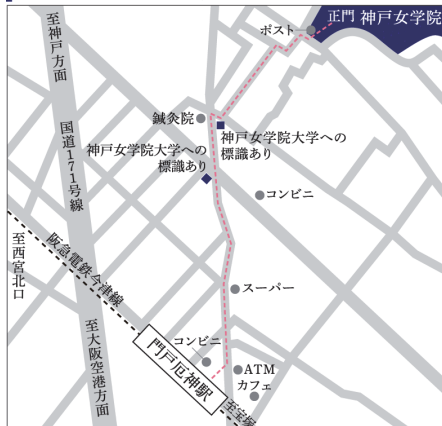 正門 神戸女学院
ポスト
至神戸方面
鍼灸院
神戸女学院大学への
標識あり
国道171号線
神戸女学院大学への
標識あり
コンビニ
至西宮北口
阪急電鉄今津線
スーパー
至大阪空港方面
コンビニ
門戸厄神駅
ATM
カフェ
至宝塚